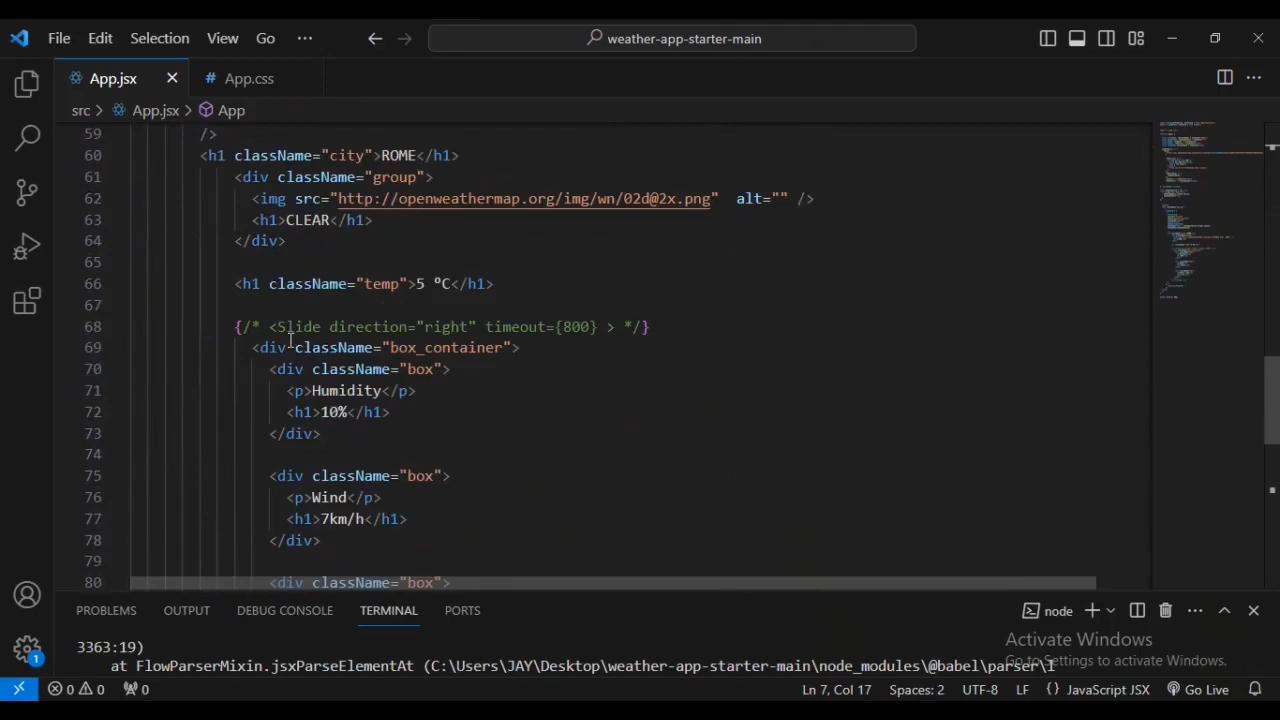 File Edit Selection View Go ··· weather-app-starter-main
App.jsx # App.css
src > App.jsx > App
59 />
60 <h1 className="city">ROME</h1>
61 <div className="group">
62 <img src="http://openweathermap.org/img/wn/02d@2x.png" alt="" />
63 <h1>CLEAR</h1>
64 </div>
65
66 <h1 className="temp">5 ºC</h1>
67
68 {/* <Slide direction="right" timeout={800} > */}
69 <div className="box_container">
70 <div className="box">
71 <p>Humidity</p>
72 <h1>10%</h1>
73 </div>
74
75 <div className="box">
76 <p>Wind</p>
77 <h1>7km/h</h1>
78 </div>
79
80 <div className="box">
PROBLEMS OUTPUT DEBUG CONSOLE TERMINAL PORTS node
3363:19)
Activate Windows
at FlowParserMixin.jsxParseElementAt (C:\Users\JAY\Desktop\weather-app-starter-main\node_modules\@babel\parser\l
Go to Settings to activate Windows.
0 0 0 Ln 7, Col 17 Spaces: 2 UTF-8 LF { } JavaScript JSX Go Live
1